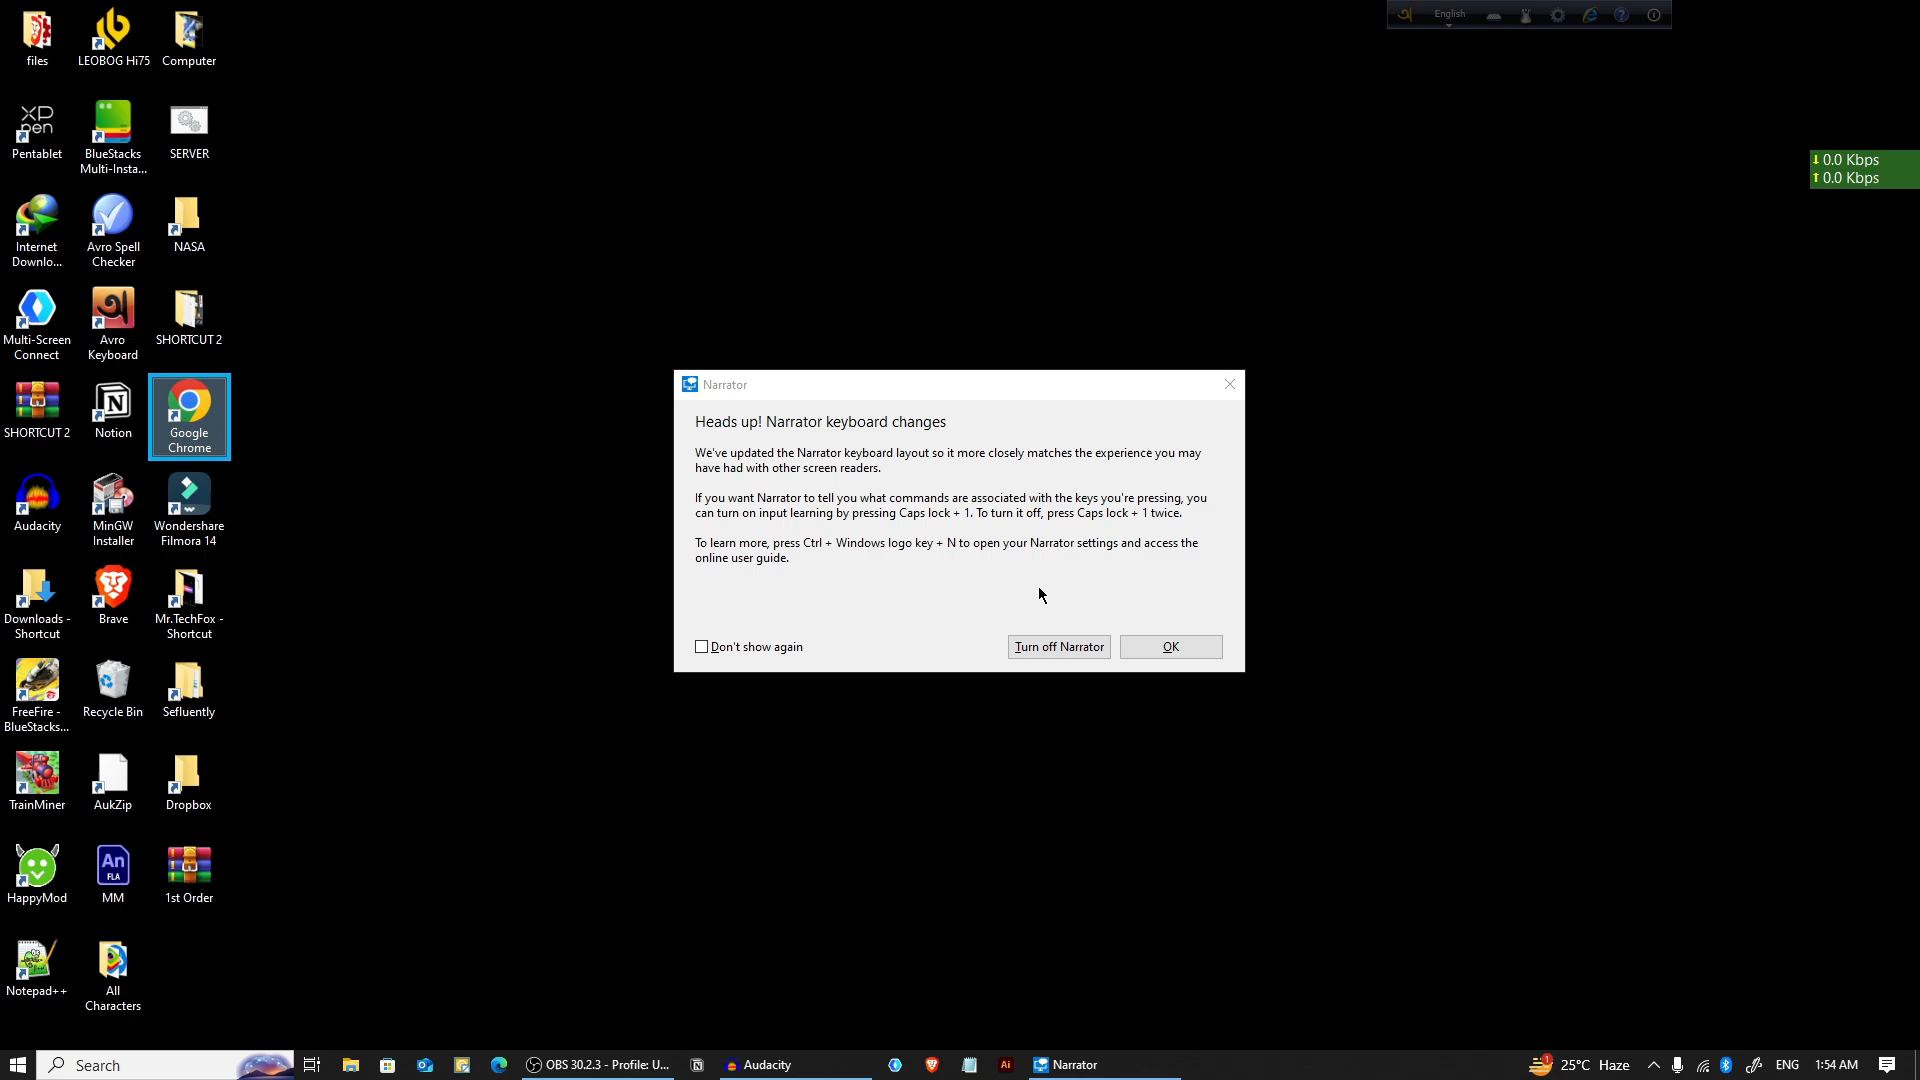 files
LEOBOG Hi75
Computer
English
XP
pen
Pentablet
BlueStacks
Multi-Insta...
SERVER
0.0 Kbps
0.0 Kbps
Internet
Downlo...
Avro Spell
Checker
NASA
Multi-Screen
Connect
Avro
Keyboard
SHORTCUT 2
SHORTCUT 2
Notion
Google
Chrome
Narrator
Heads up! Narrator keyboard changes
We've updated the Narrator keyboard layout so it more closely matches the experience you may
have had with other screen readers.
If you want Narrator to tell you what commands are associated with the keys you're pressing, you
can turn on input learning by pressing Caps lock + 1. To turn it off, press Caps lock + 1 twice.
To learn more, press Ctrl + Windows logo key + N to open your Narrator settings and access the
online user guide.
Don't show again
Turn off Narrator
OK
Audacity
MinGW
Installer
Wondershare
Filmora 14
Downloads -
Shortcut
Brave
Mr.TechFox -
Shortcut
FreeFire -
BlueStacks...
Recycle Bin
Sefluently
TrainMiner
AukZip
Dropbox
HappyMod
An
FLA
MM
1st Order
Notepad++
All
Characters
Search
OBS 30.2.3 - Profile: U...
Audacity
Ai
Narrator
1
25°C Haze
ENG
1:54 AM